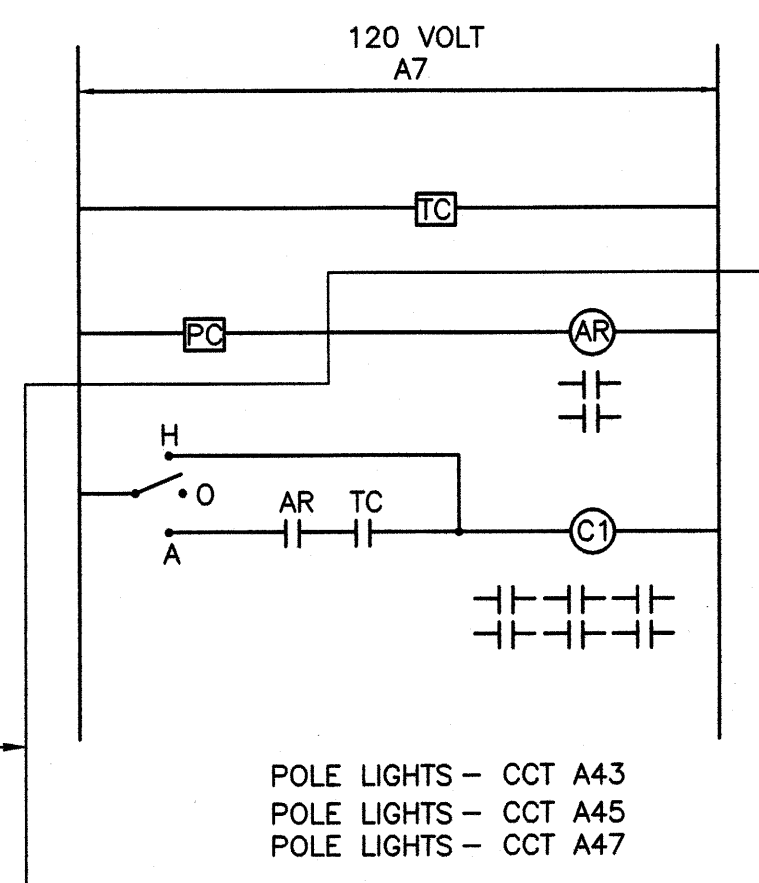 120 VOLT
A7
TC
PC
AR
H
O
AR TC
A
C1
POLE LIGHTS - CCT A43
POLE LIGHTS - CCT A45
POLE LIGHTS - CCT A47